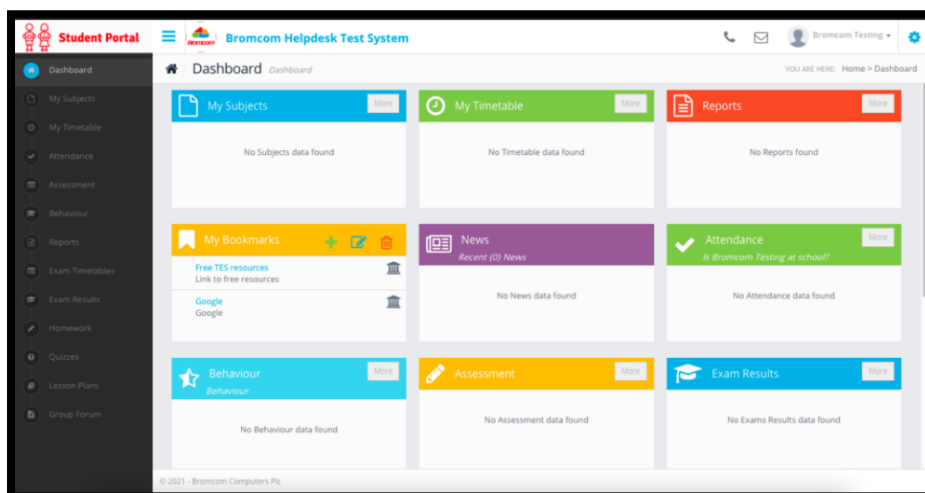 Student Portal
Bromcom
Bromcom Helpdesk Test System
Bromcom Testing
Dashboard
My Subjects
My Timetable
Attendance
Assessment
Behaviour
Reports
Exam Timetables
Exam Results
Homework
Quizzes
Lesson Plans
Group Forum
Dashboard Dashboard
YOU ARE HERE: Home > Dashboard
My Subjects More
No Subjects data found
My Timetable More
No Timetable data found
Reports More
No Reports found
My Bookmarks
Free TES resources
Link to free resources
Google
Google
News
Recent (0) News
No News data found
Attendance More
Is Bromcom Testing at school?
No Attendance data found
Behaviour More
Behaviour
No Behaviour data found
Assessment More
No Assessment data found
Exam Results More
No Exams Results data found
© 2021 - Bromcom Computers Plc